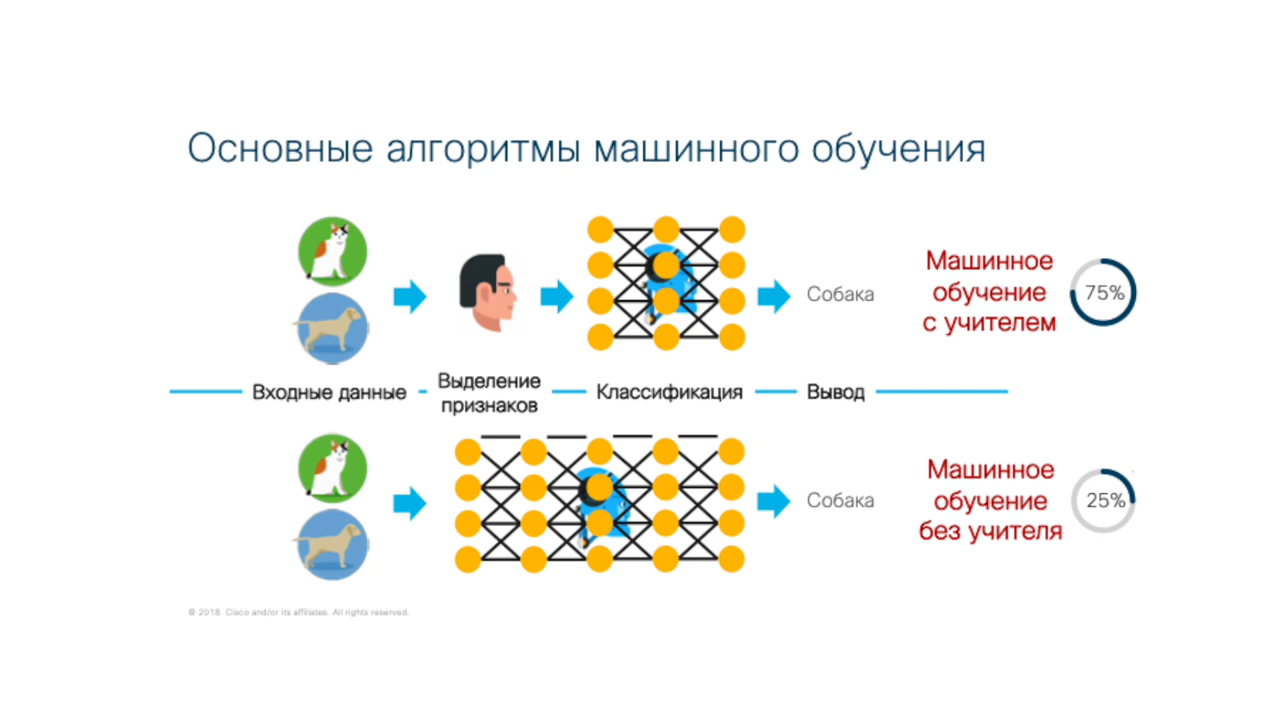 Основные алгоритмы машинного обучения
Собака
Машинное
обучение
с учителем
75%
Входные данные
Выделение
признаков
Классификация
Вывод
Собака
Машинное
обучение
без учителя
25%
© 2018 Cisco and/or its affiliates. All rights reserved.